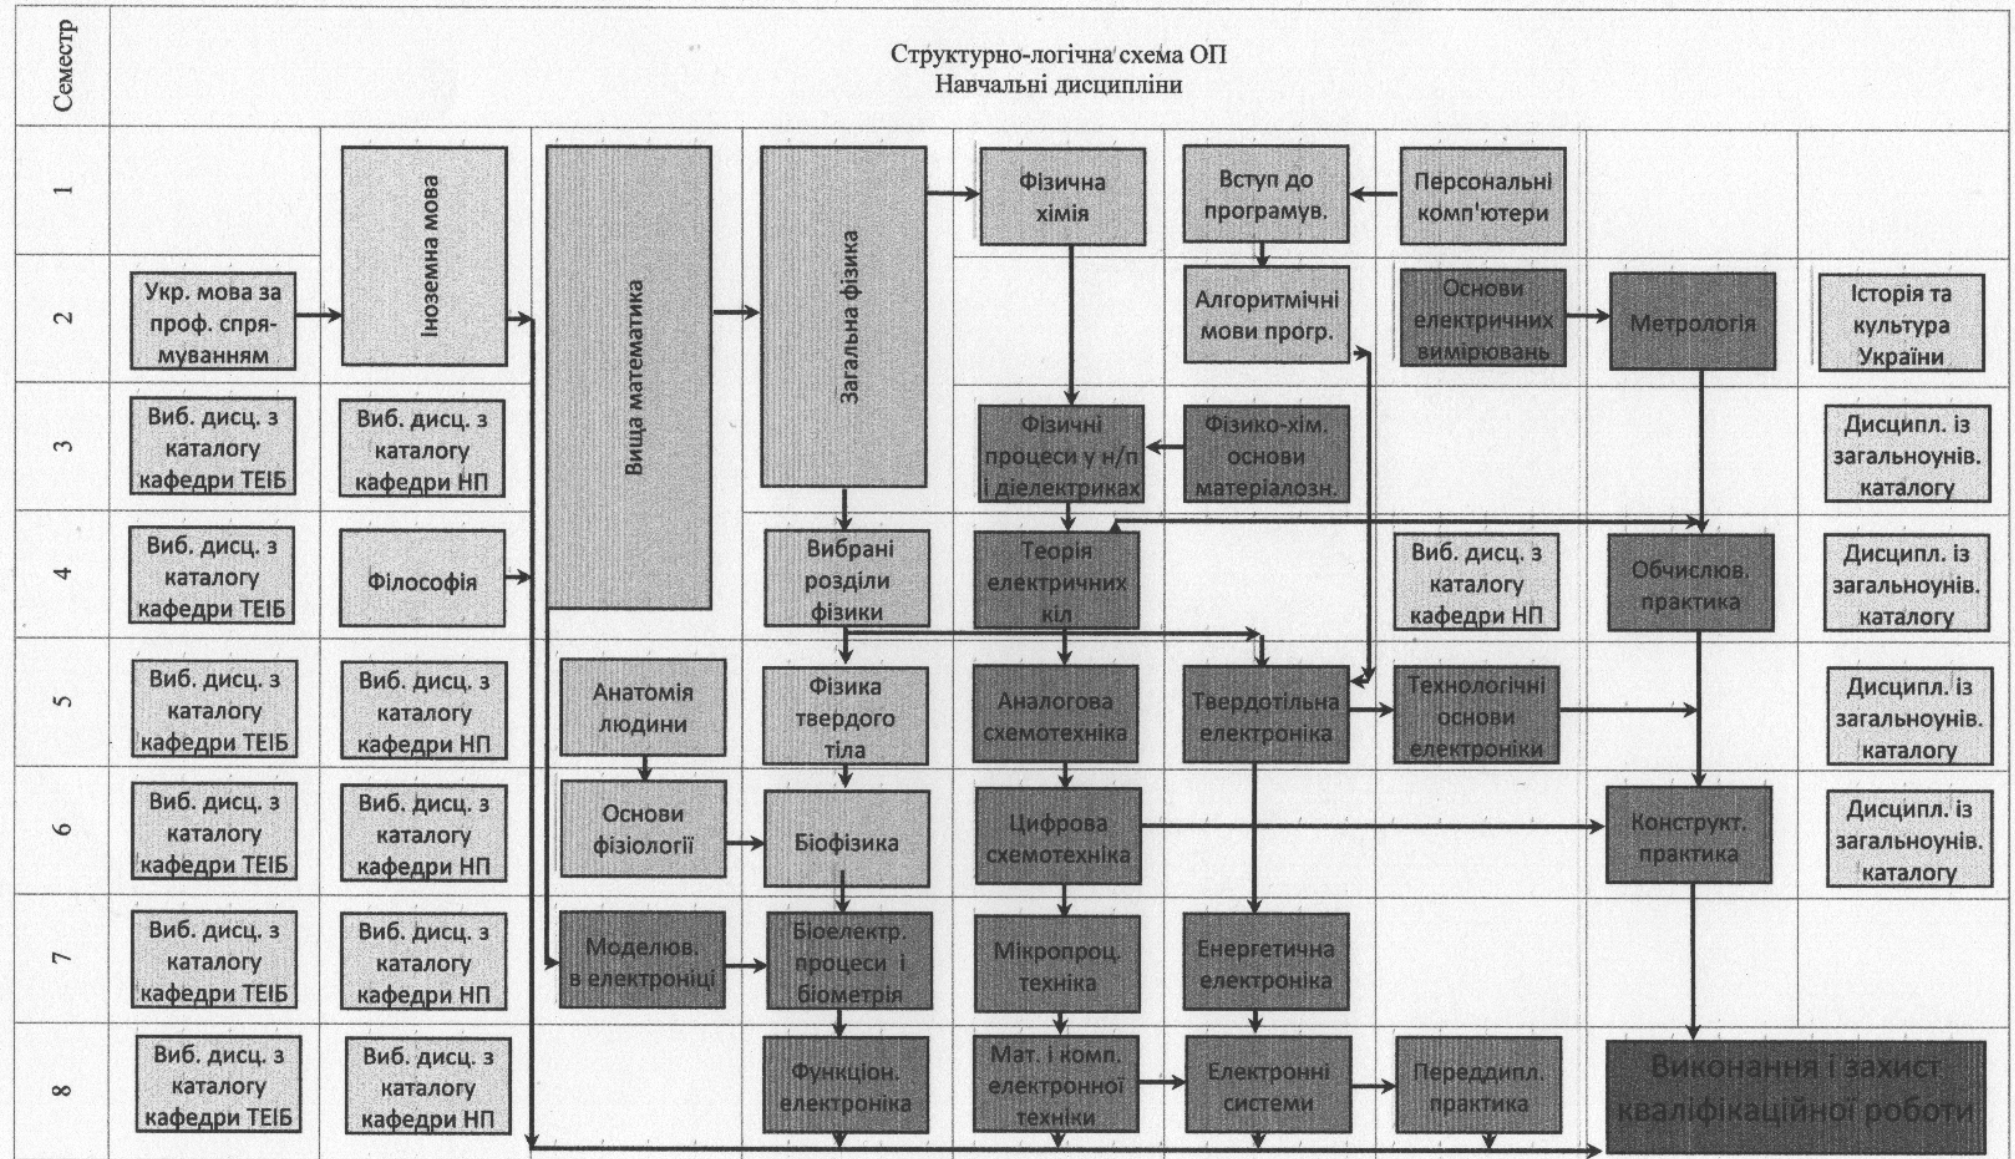 Семестр
Структурно-логічна схема ОП
Навчальні дисципліни
1
Іноземна мова
Вища математика
Загальна фізика
Фізична
хімія
Вступ до
програмув.
Персональні
комп'ютери
2
Укр. мова за
проф. спря-
муванням
Алгоритмічні
мови прогр.
Основи
електричних
вимірювань
Метрологія
Історія та
культура
України
3
Виб. дисц. з
каталогу
кафедри ТЕІБ
Виб. дисц. з
каталогу
кафедри НП
Фізичні
процеси у н/п
і діелектриках
Фізико-хім.
основи
матеріалозн.
Дисципл. із
загальноунів.
каталогу
4
Виб. дисц. з
каталогу
кафедри ТЕІБ
Філософія
Вибрані
розділи
фізики
Теорія
електричних
кіл
Виб. дисц. з
каталогу
кафедри НП
Обчислюв.
практика
Дисципл. із
загальноунів.
каталогу
5
Виб. дисц. з
каталогу
кафедри ТЕІБ
Виб. дисц. з
каталогу
кафедри НП
Анатомія
людини
Фізика
твердого
тіла
Аналогова
схемотехніка
Твердотільна
електроніка
Технологічні
основи
електроніки
Дисципл. із
загальноунів.
каталогу
6
Виб. дисц. з
каталогу
кафедри ТЕІБ
Виб. дисц. з
каталогу
кафедри НП
Основи
фізіології
Біофізика
Цифрова
схемотехніка
Конструкт.
практика
Дисципл. із
загальноунів.
каталогу
7
Виб. дисц. з
каталогу
кафедри ТЕІБ
Виб. дисц. з
каталогу
кафедри НП
Моделюв.
в електроніці
Біоелектр.
процеси і
біометрія
Мікропроц.
техніка
Енергетична
електроніка
8
Виб. дисц. з
каталогу
кафедри ТЕІБ
Виб. дисц. з
каталогу
кафедри НП
Функціон.
електроніка
Мат. і комп.
електронної
техніки
Електронні
системи
Переддипл.
практика
Виконання і захист
кваліфікаційної роботи